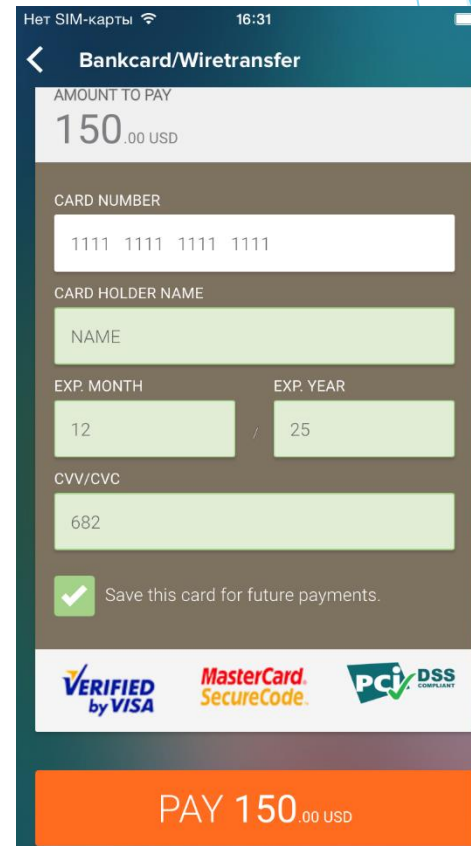 Нет SIM-карты 16:31
Bankcard/Wiretransfer
AMOUNT TO PAY
150.00 USD
CARD NUMBER
1111 1111 1111 1111
CARD HOLDER NAME
NAME
EXP. MONTH EXP. YEAR
12 / 25
CVV/CVC
682
Save this card for future payments.
VERIFIED by VISA
MasterCard. SecureCode.
PCI DSS COMPLIANT
PAY 150.00 USD